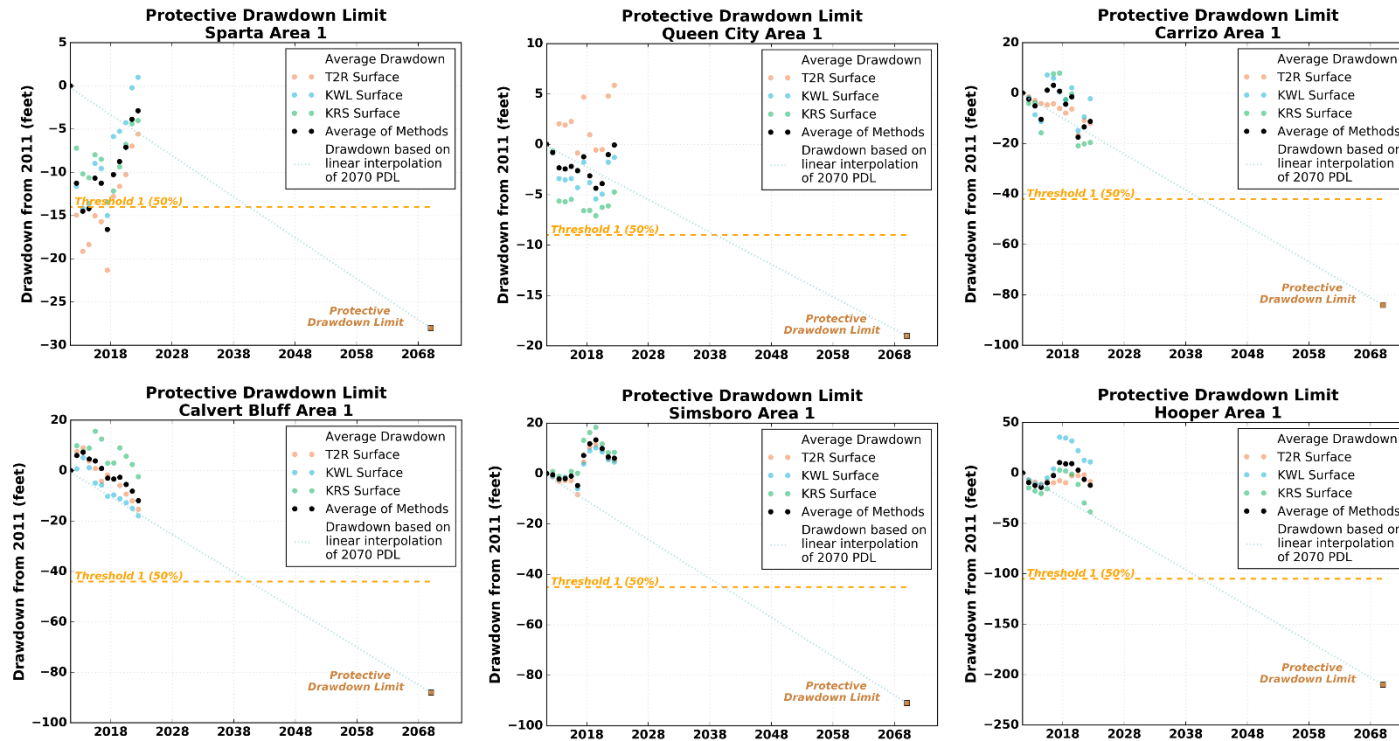 Protective Drawdown Limit
Sparta Area 1
Drawdown from 2011 (feet)
5
0
−5
−10
−15
−20
−25
−30
2018
2028
2038
2048
2058
2068
Average Drawdown
T2R Surface
KWL Surface
KRS Surface
Average of Methods
Drawdown based on
linear interpolation
of 2070 PDL
Threshold 1 (50%)
Protective
Drawdown Limit
Protective Drawdown Limit
Queen City Area 1
Drawdown from 2011 (feet)
10
5
0
−5
−10
−15
−20
2018
2028
2038
2048
2058
2068
Average Drawdown
T2R Surface
KWL Surface
KRS Surface
Average of Methods
Drawdown based on
linear interpolation
of 2070 PDL
Threshold 1 (50%)
Protective
Drawdown Limit
Protective Drawdown Limit
Carrizo Area 1
Drawdown from 2011 (feet)
20
0
−20
−40
−60
−80
−100
2018
2028
2038
2048
2058
2068
Average Drawdown
T2R Surface
KWL Surface
KRS Surface
Average of Methods
Drawdown based on
linear interpolation
of 2070 PDL
Threshold 1 (50%)
Protective
Drawdown Limit
Protective Drawdown Limit
Calvert Bluff Area 1
Drawdown from 2011 (feet)
20
0
−20
−40
−60
−80
−100
2018
2028
2038
2048
2058
2068
Average Drawdown
T2R Surface
KWL Surface
KRS Surface
Average of Methods
Drawdown based on
linear interpolation
of 2070 PDL
Threshold 1 (50%)
Protective
Drawdown Limit
Protective Drawdown Limit
Simsboro Area 1
Drawdown from 2011 (feet)
20
0
−20
−40
−60
−80
−100
2018
2028
2038
2048
2058
2068
Average Drawdown
T2R Surface
KWL Surface
KRS Surface
Average of Methods
Drawdown based on
linear interpolation
of 2070 PDL
Threshold 1 (50%)
Protective
Drawdown Limit
Protective Drawdown Limit
Hooper Area 1
Drawdown from 2011 (feet)
50
0
−50
−100
−150
−200
−250
2018
2028
2038
2048
2058
2068
Average Drawdown
T2R Surface
KWL Surface
KRS Surface
Average of Methods
Drawdown based on
linear interpolation
of 2070 PDL
Threshold 1 (50%)
Protective
Drawdown Limit